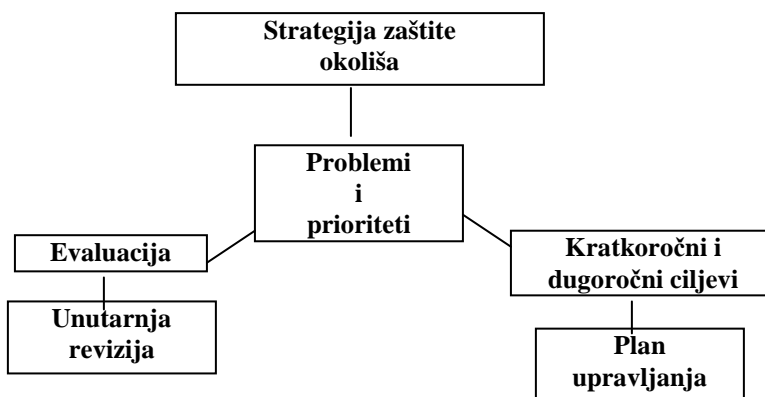 Strategija zaštite
okoliša
Problemi
i
prioriteti
Evaluacija
Kratkoročni i
dugoročni ciljevi
Unutarnja
revizija
Plan
upravljanja